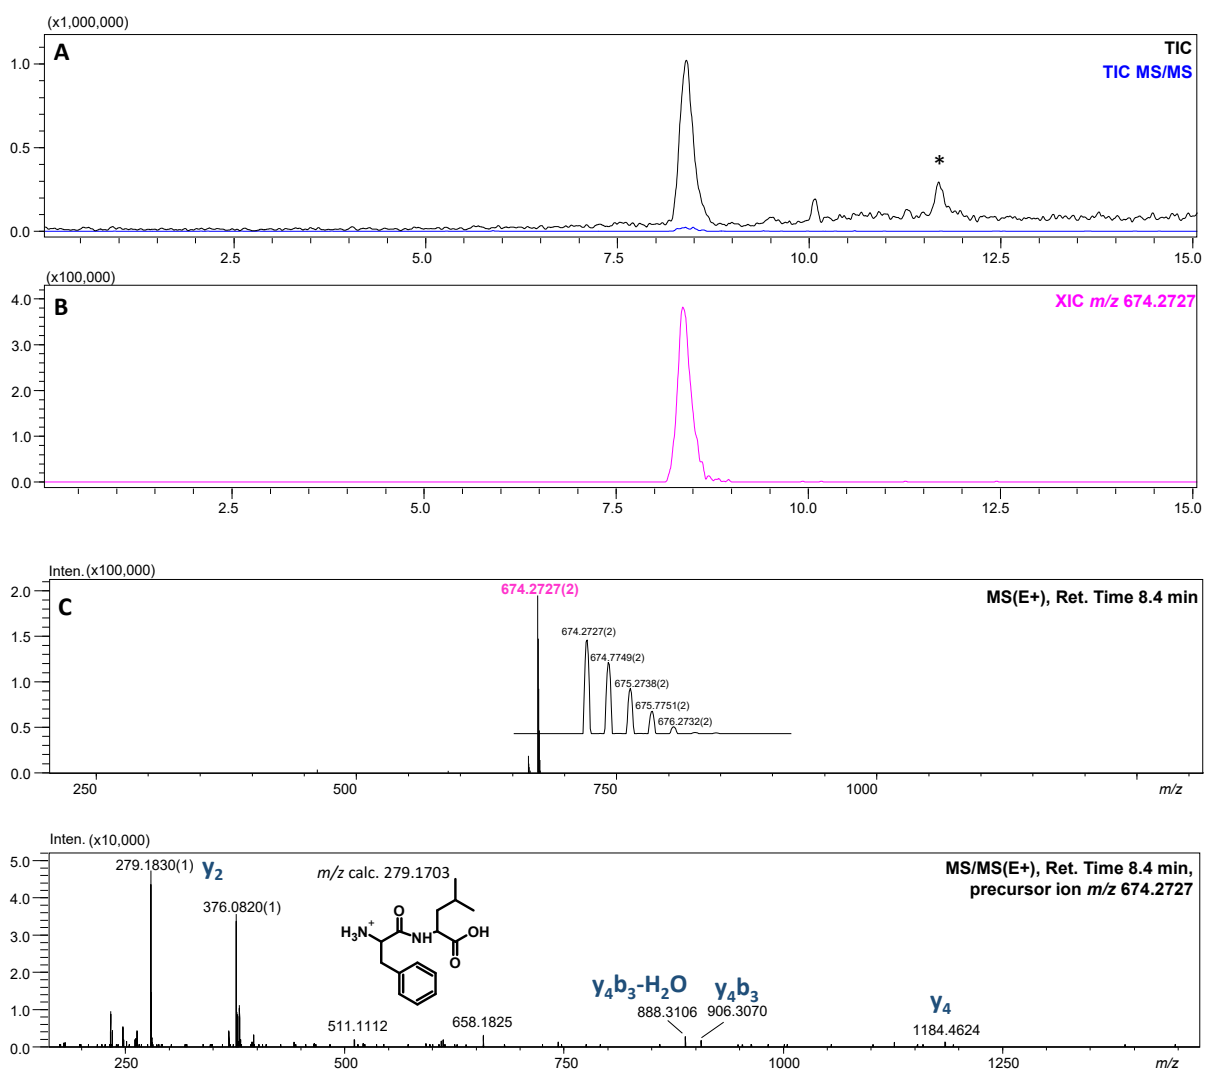 (x1,000,000)
A
TIC
TIC MS/MS
1.0
0.5
0.0
*
2.5 5.0 7.5 10.0 12.5 15.0
(x100,000)
B
XIC m/z 674.2727
4.0
3.0
2.0
1.0
0.0
2.5 5.0 7.5 10.0 12.5 15.0
Inten. (x100,000)
C
674.2727(2)
MS(E+), Ret. Time 8.4 min
2.0
1.5
1.0
0.5
0.0
674.2727(2)
674.7749(2)
675.2738(2)
675.7751(2)
676.2732(2)
250 500 750 1000 m/z
Inten. (x10,000)
5.0
4.0
3.0
2.0
1.0
0.0
279.1830(1) y2
m/z calc. 279.1703
MS/MS(E+), Ret. Time 8.4 min,
precursor ion m/z 674.2727
376.0820(1)
H3N+
O
NH
OH
O
511.1112
658.1825
y4b3-H2O
888.3106
y4b3
906.3070
y4
1184.4624
250 500 750 1000 1250 m/z